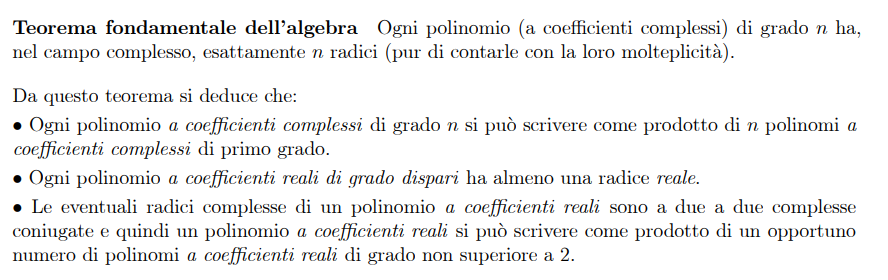 Teorema fondamentale dell'algebra Ogni polinomio (a coefficienti complessi) di grado n ha,
nel campo complesso, esattamente n radici (pur di contarle con la loro molteplicità).
Da questo teorema si deduce che:
• Ogni polinomio a coefficienti complessi di grado n si può scrivere come prodotto di n polinomi a
coefficienti complessi di primo grado.
• Ogni polinomio a coefficienti reali di grado dispari ha almeno una radice reale.
• Le eventuali radici complesse di un polinomio a coefficienti reali sono a due a due complesse
coniugate e quindi un polinomio a coefficienti reali si può scrivere come prodotto di un opportuno
numero di polinomi a coefficienti reali di grado non superiore a 2.